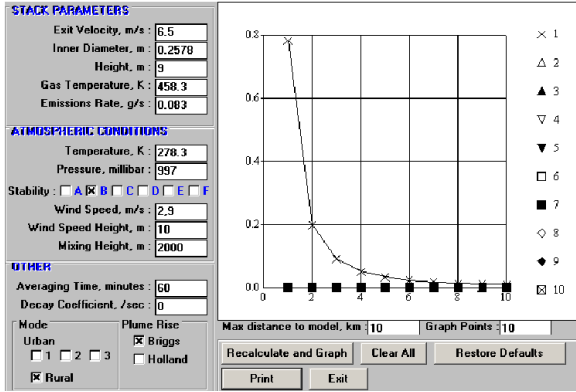 STACK PARAMETERS
Exit Velocity, m/s : 6.5
Inner Diameter, m : 0.2578
Height, m : 9
Gas Temperature, K : 458.3
Emissions Rate, g/s : 0.083
ATMOSPHERIC CONDITIONS
Temperature, K : 278.3
Pressure, millibar : 997
Stability : A B C D E F
Wind Speed, m/s : 2,9
Wind Speed Height, m : 10
Mixing Height, m : 2000
OTHER
Averaging Time, minutes : 60
Decay Coefficient, /sec : 0
Mode
Urban
1 2 3
Rural
Plume Rise
Briggs
Holland
0.8
0.6
0.4
0.2
0.0
0 2 4 6 8 10
1
2
3
4
5
6
7
8
9
10
Max distance to model, km : 10 Graph Points : 10
Recalculate and Graph Clear All Restore Defaults
Print Exit